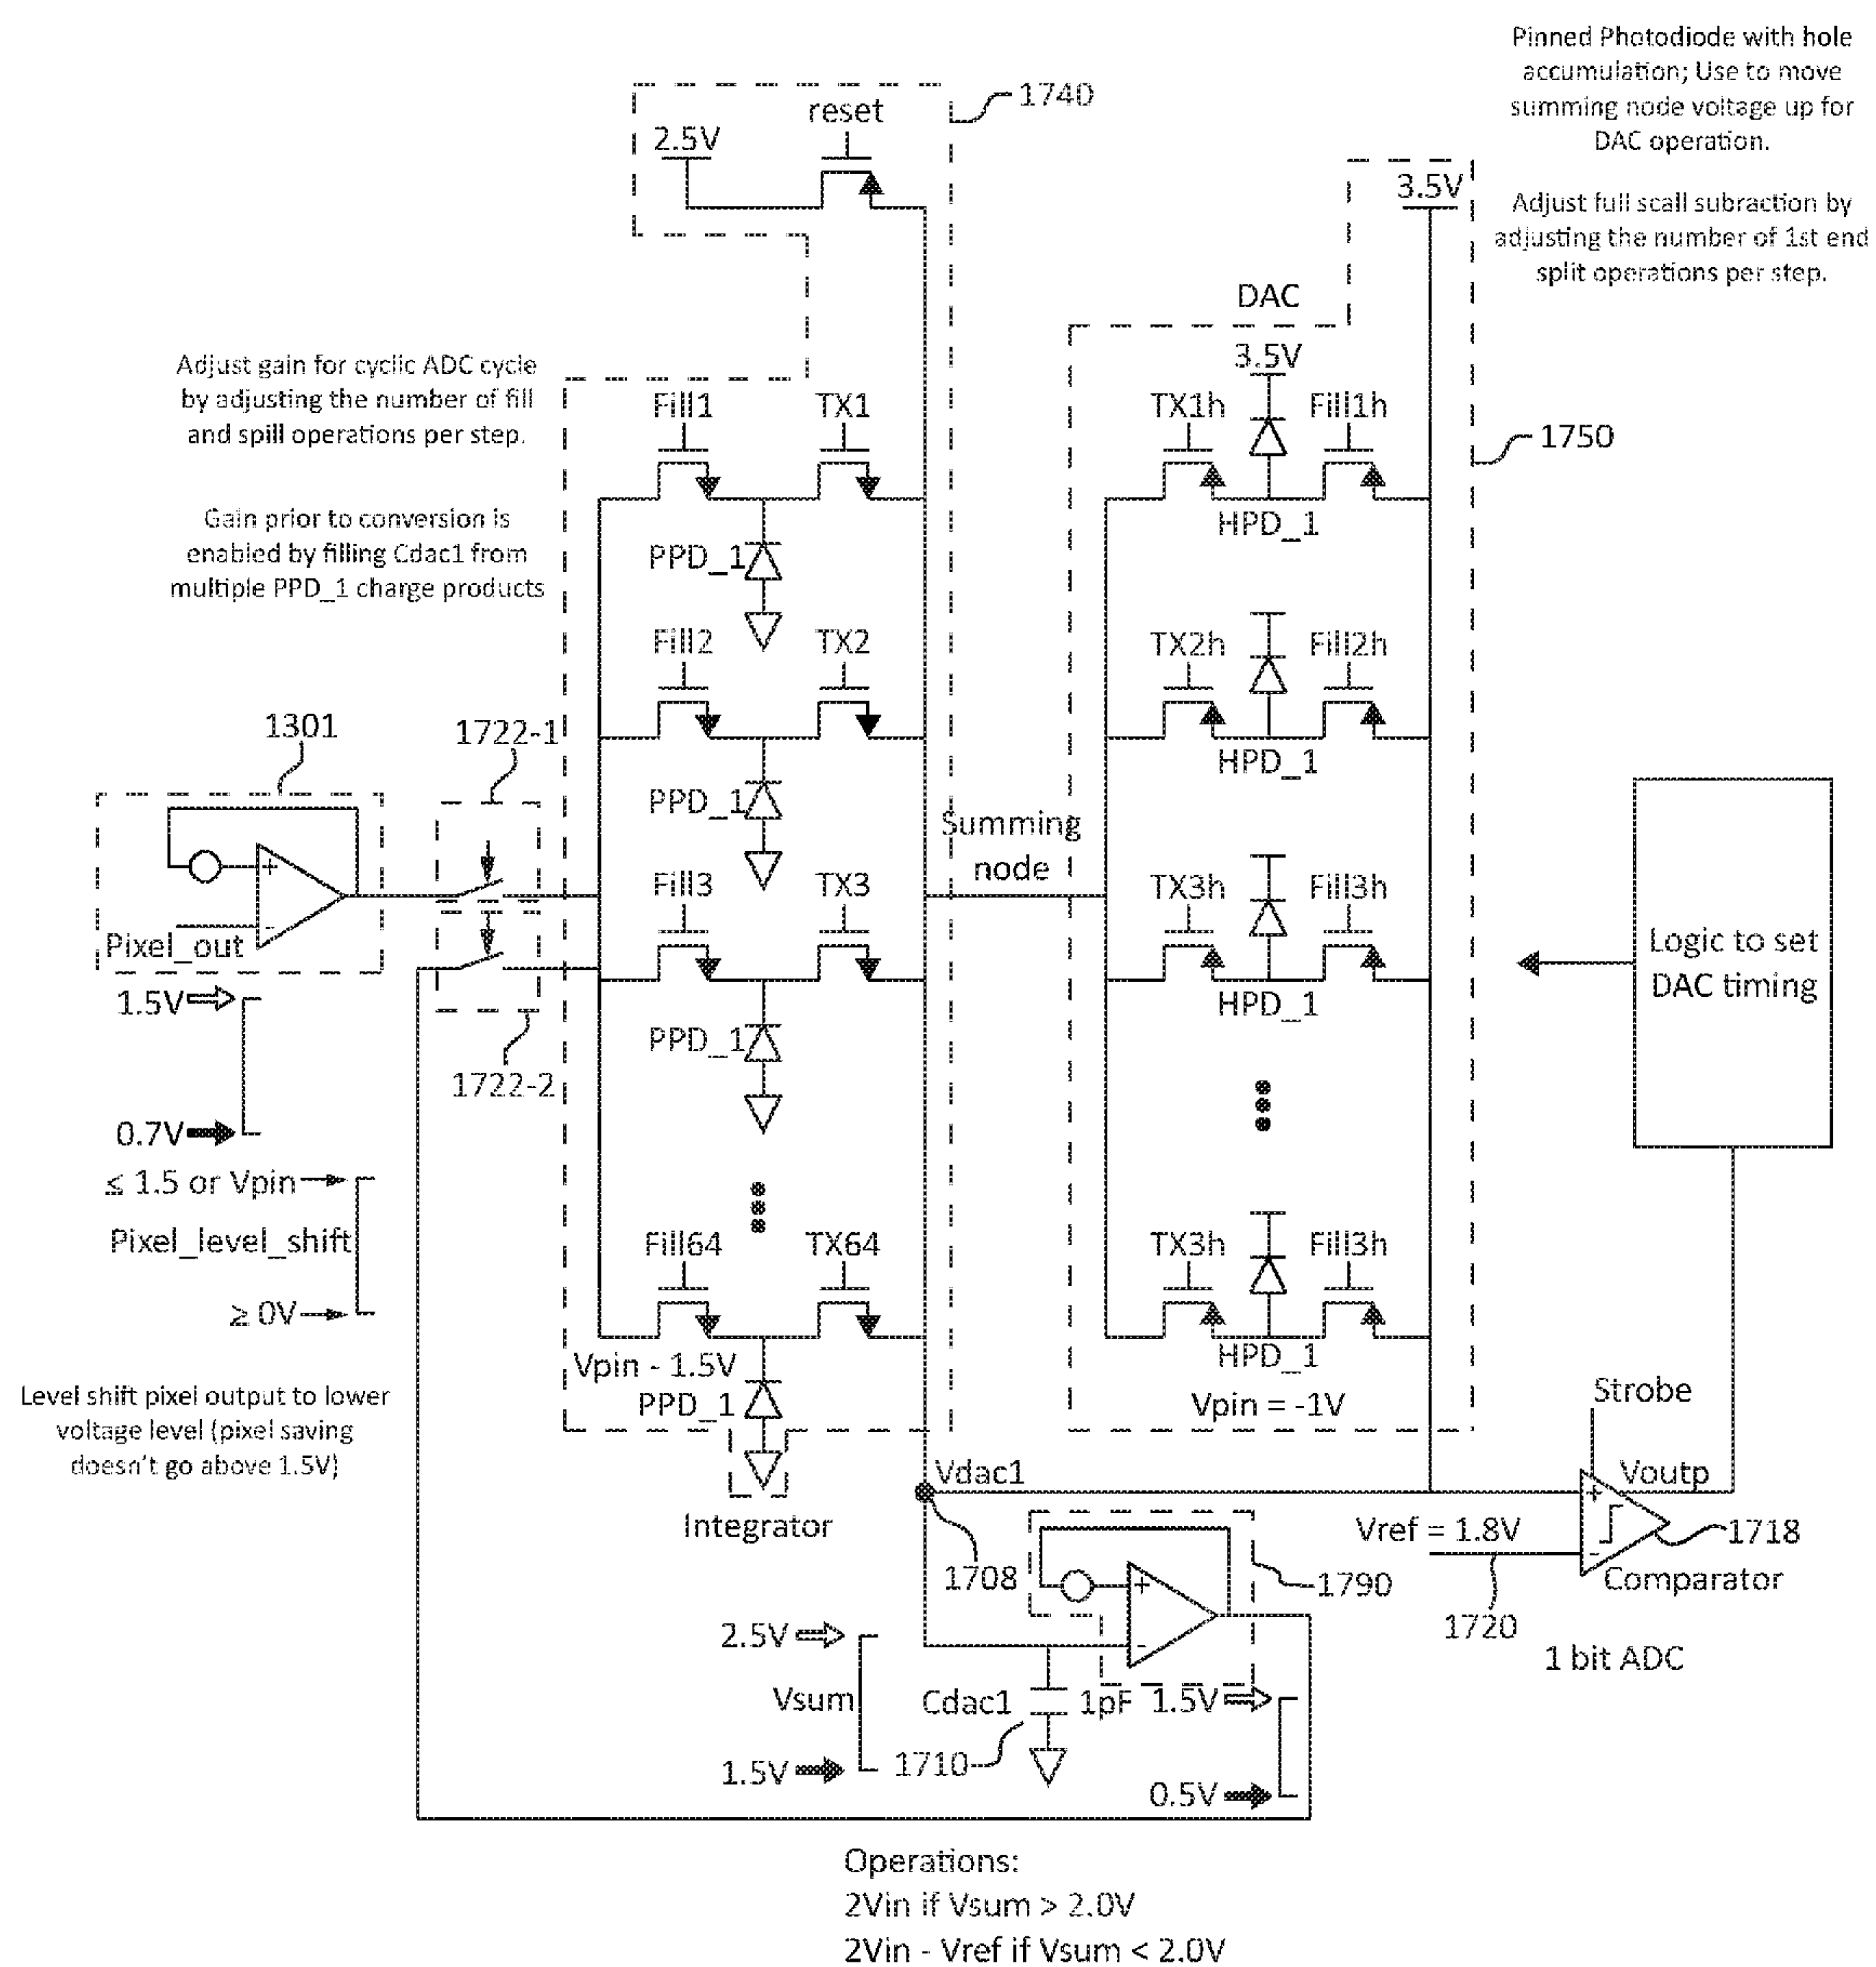 Pinned Photodiode with hole
accumulation; Use to move
summing node voltage up for
DAC operation.
Adjust full scall subraction by
adjusting the number of 1st end
split operations per step.
1740
reset
2.5V
3.5V
DAC
3.5V
Adjust gain for cyclic ADC cycle
by adjusting the number of fill
and spill operations per step.
Gain prior to conversion is
enabled by filling Cdac1 from
multiple PPD_1 charge products
Fill1
TX1
TX1h
Fill1h
1750
HPD_1
PPD_1
Fill2
TX2
TX2h
Fill2h
1301
1722-1
HPD_1
PPD_1
Summing
node
Fill3
TX3
TX3h
Fill3h
+
-
Pixel_out
Logic to set
DAC timing
HPD_1
1.5V
PPD_1
1722-2
0.7V
≤ 1.5 or Vpin
Pixel_level_shift
≥ 0V
Fill64
TX64
TX3h
Fill3h
HPD_1
Vpin - 1.5V
PPD_1
Vpin = -1V
Level shift pixel output to lower
voltage level (pixel saving
doesn't go above 1.5V)
Strobe
Vdac1
Voutp
+
-
Integrator
Vref = 1.8V
1718
1708
1790
Comparator
1720
+
-
2.5V
1 bit ADC
Vsum
Cdac1
1pF
1.5V
1710
1.5V
0.5V
Operations:
2Vin if Vsum > 2.0V
2Vin - Vref if Vsum < 2.0V